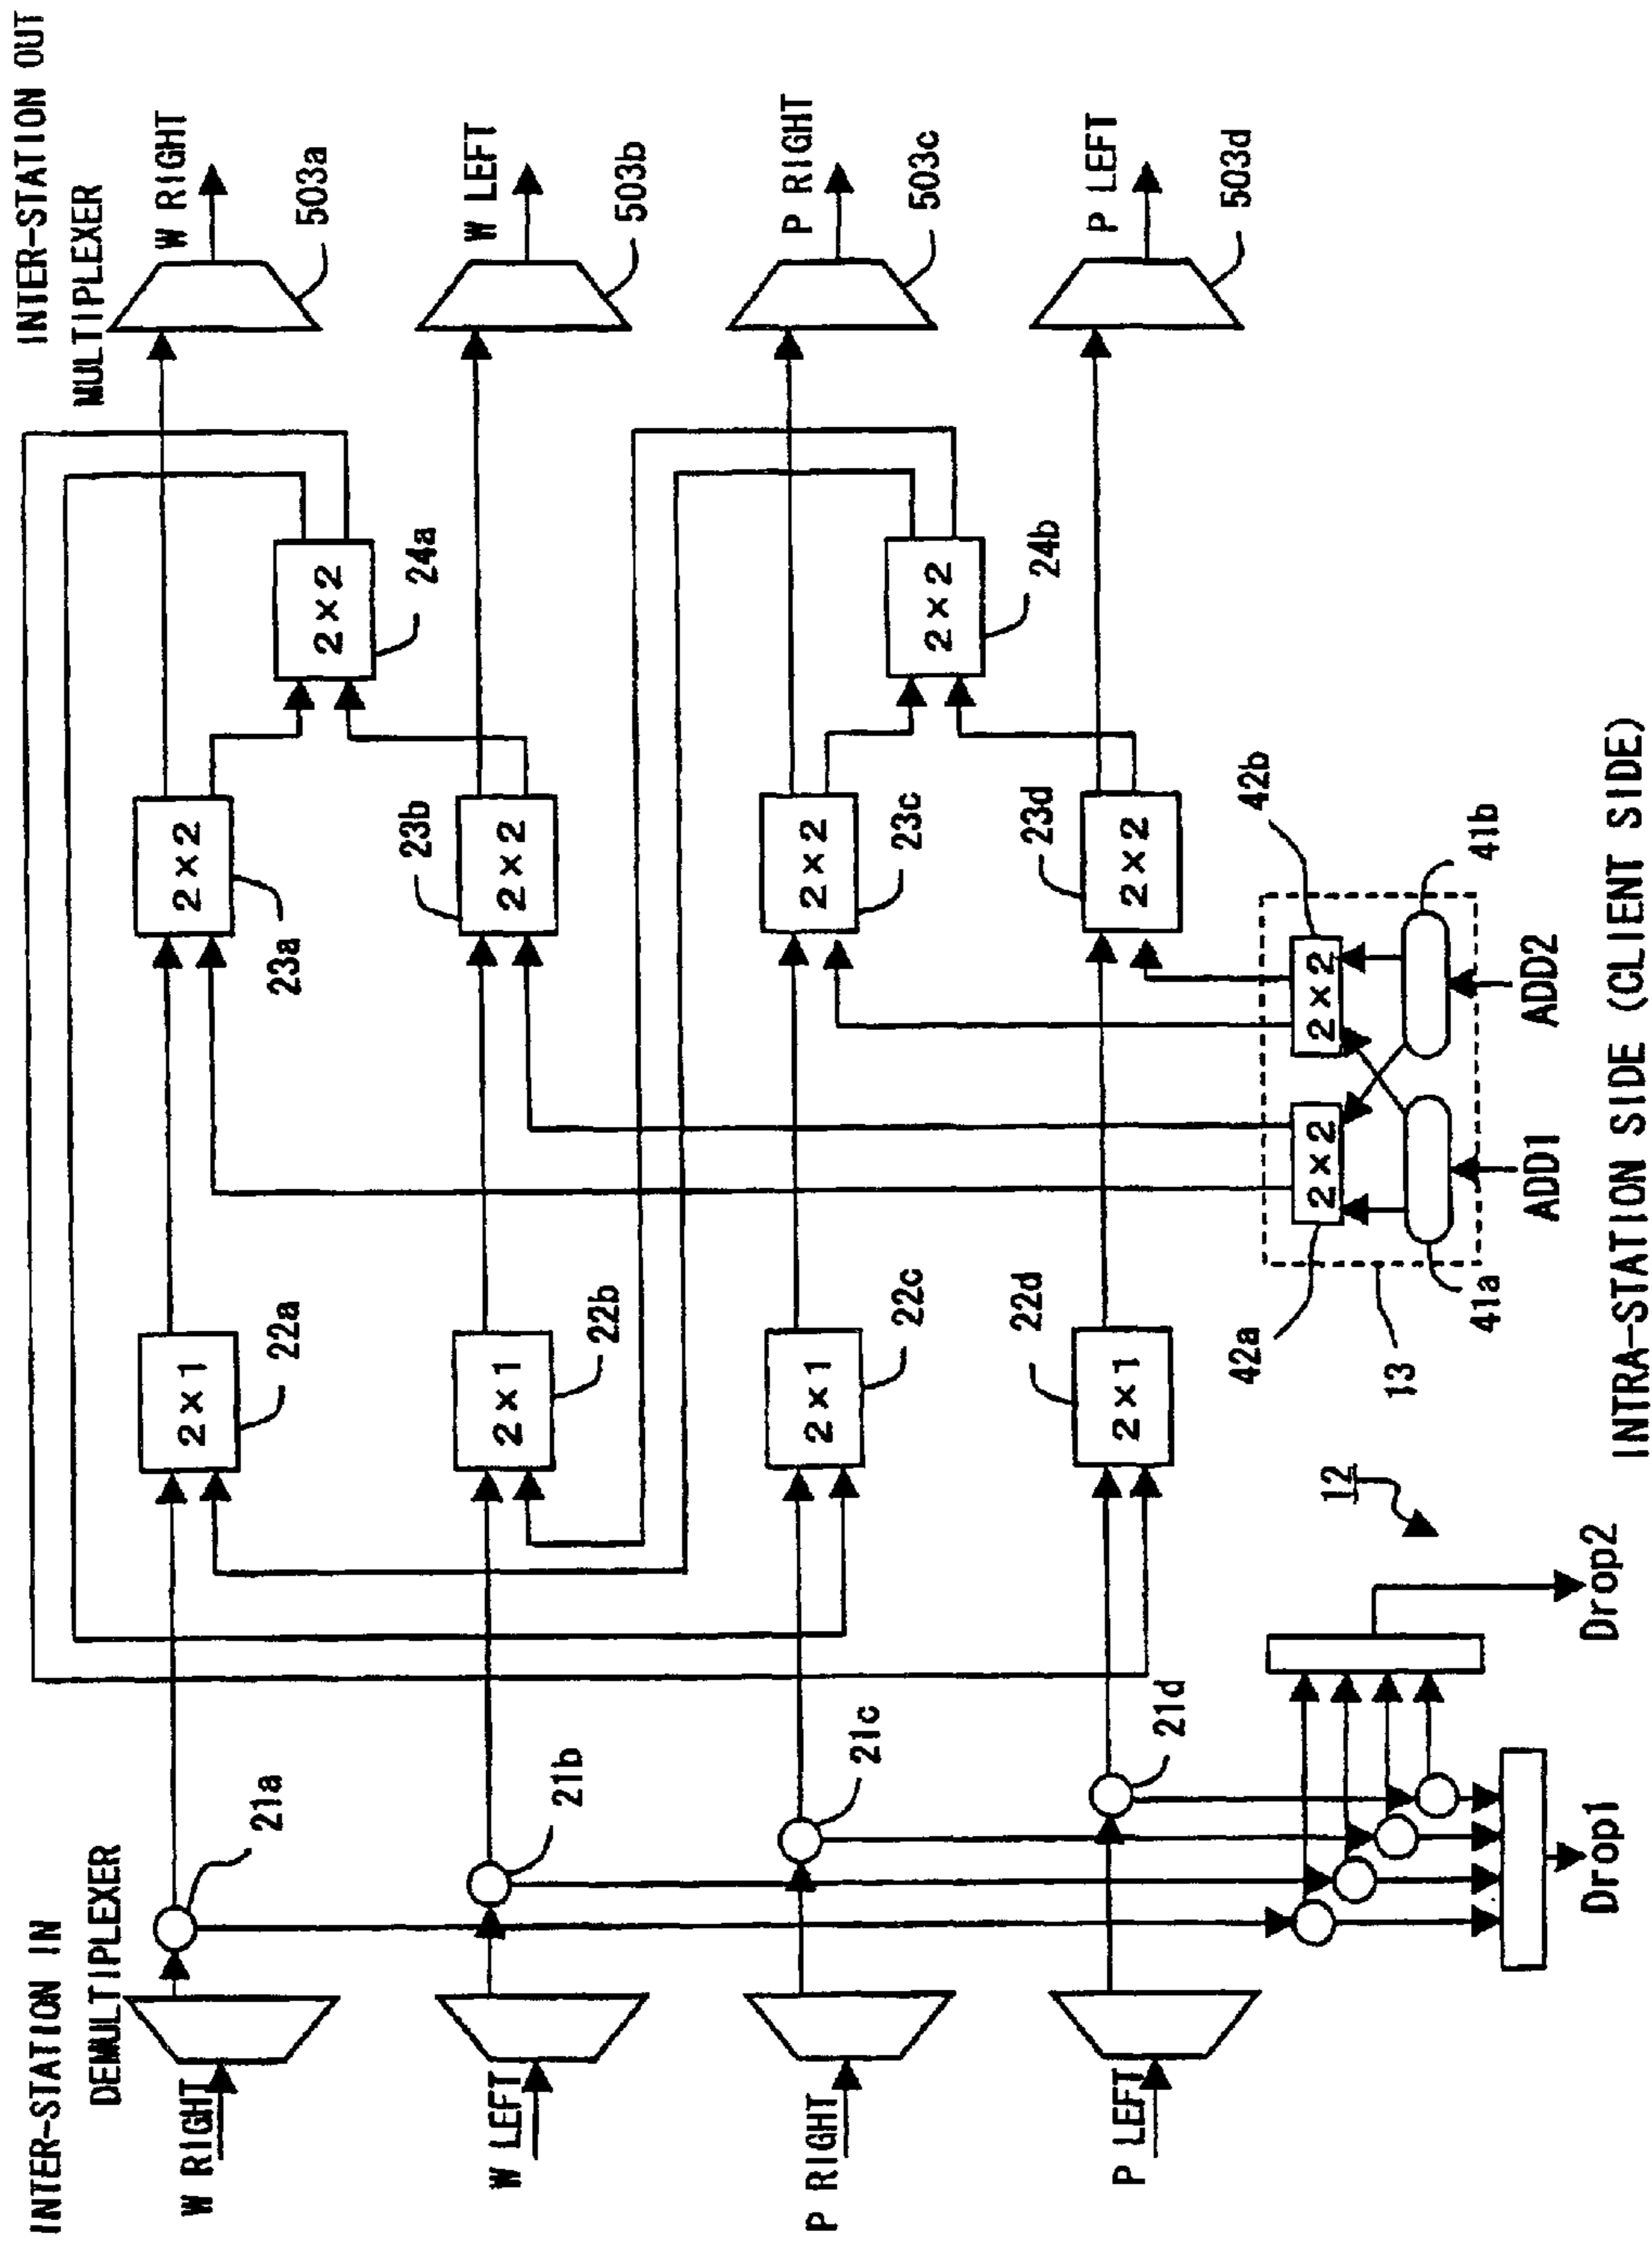 INTER-STATION IN
DEMULTIPLEXER
INTER-STATION OUT
MULTIPLEXER
W RIGHT
21a
2×1
22a
2×2
23a
2×2
24a
W RIGHT
503a
W LEFT
21b
2×1
22b
2×2
23b
W LEFT
503b
P RIGHT
21c
2×1
22c
2×2
23c
2×2
24b
P RIGHT
503c
P LEFT
21d
2×1
22d
2×2
23d
P LEFT
503d
42a
2×2
2×2
42b
13
41a
41b
12
Drop1
Drop2
ADD1
ADD2
INTRA-STATION SIDE (CLIENT SIDE)